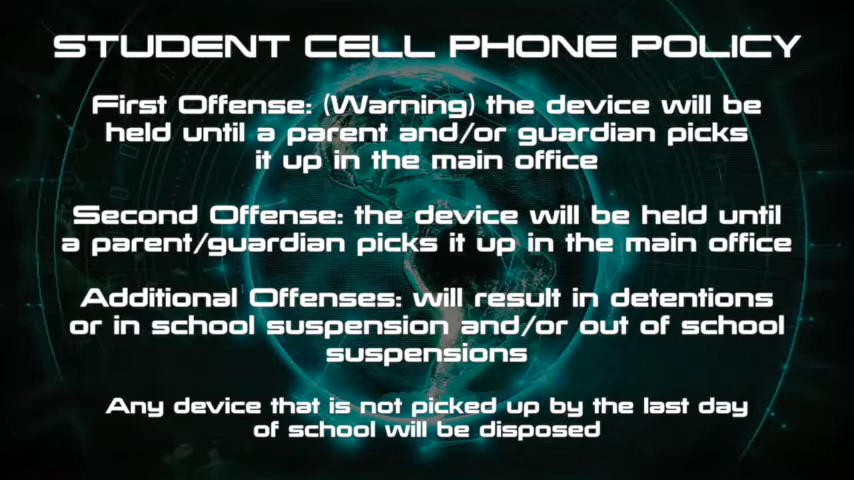 STUDENT CELL PHONE POLICY
First Offense: (Warning) the device will be
held until a parent and/or guardian picks
it up in the main office
Second Offense: the device will be held until
a parent/guardian picks it up in the main office
Additional Offenses: will result in detentions
or in school suspension and/or out of school
suspensions
Any device that is not picked up by the last day
of school will be disposed